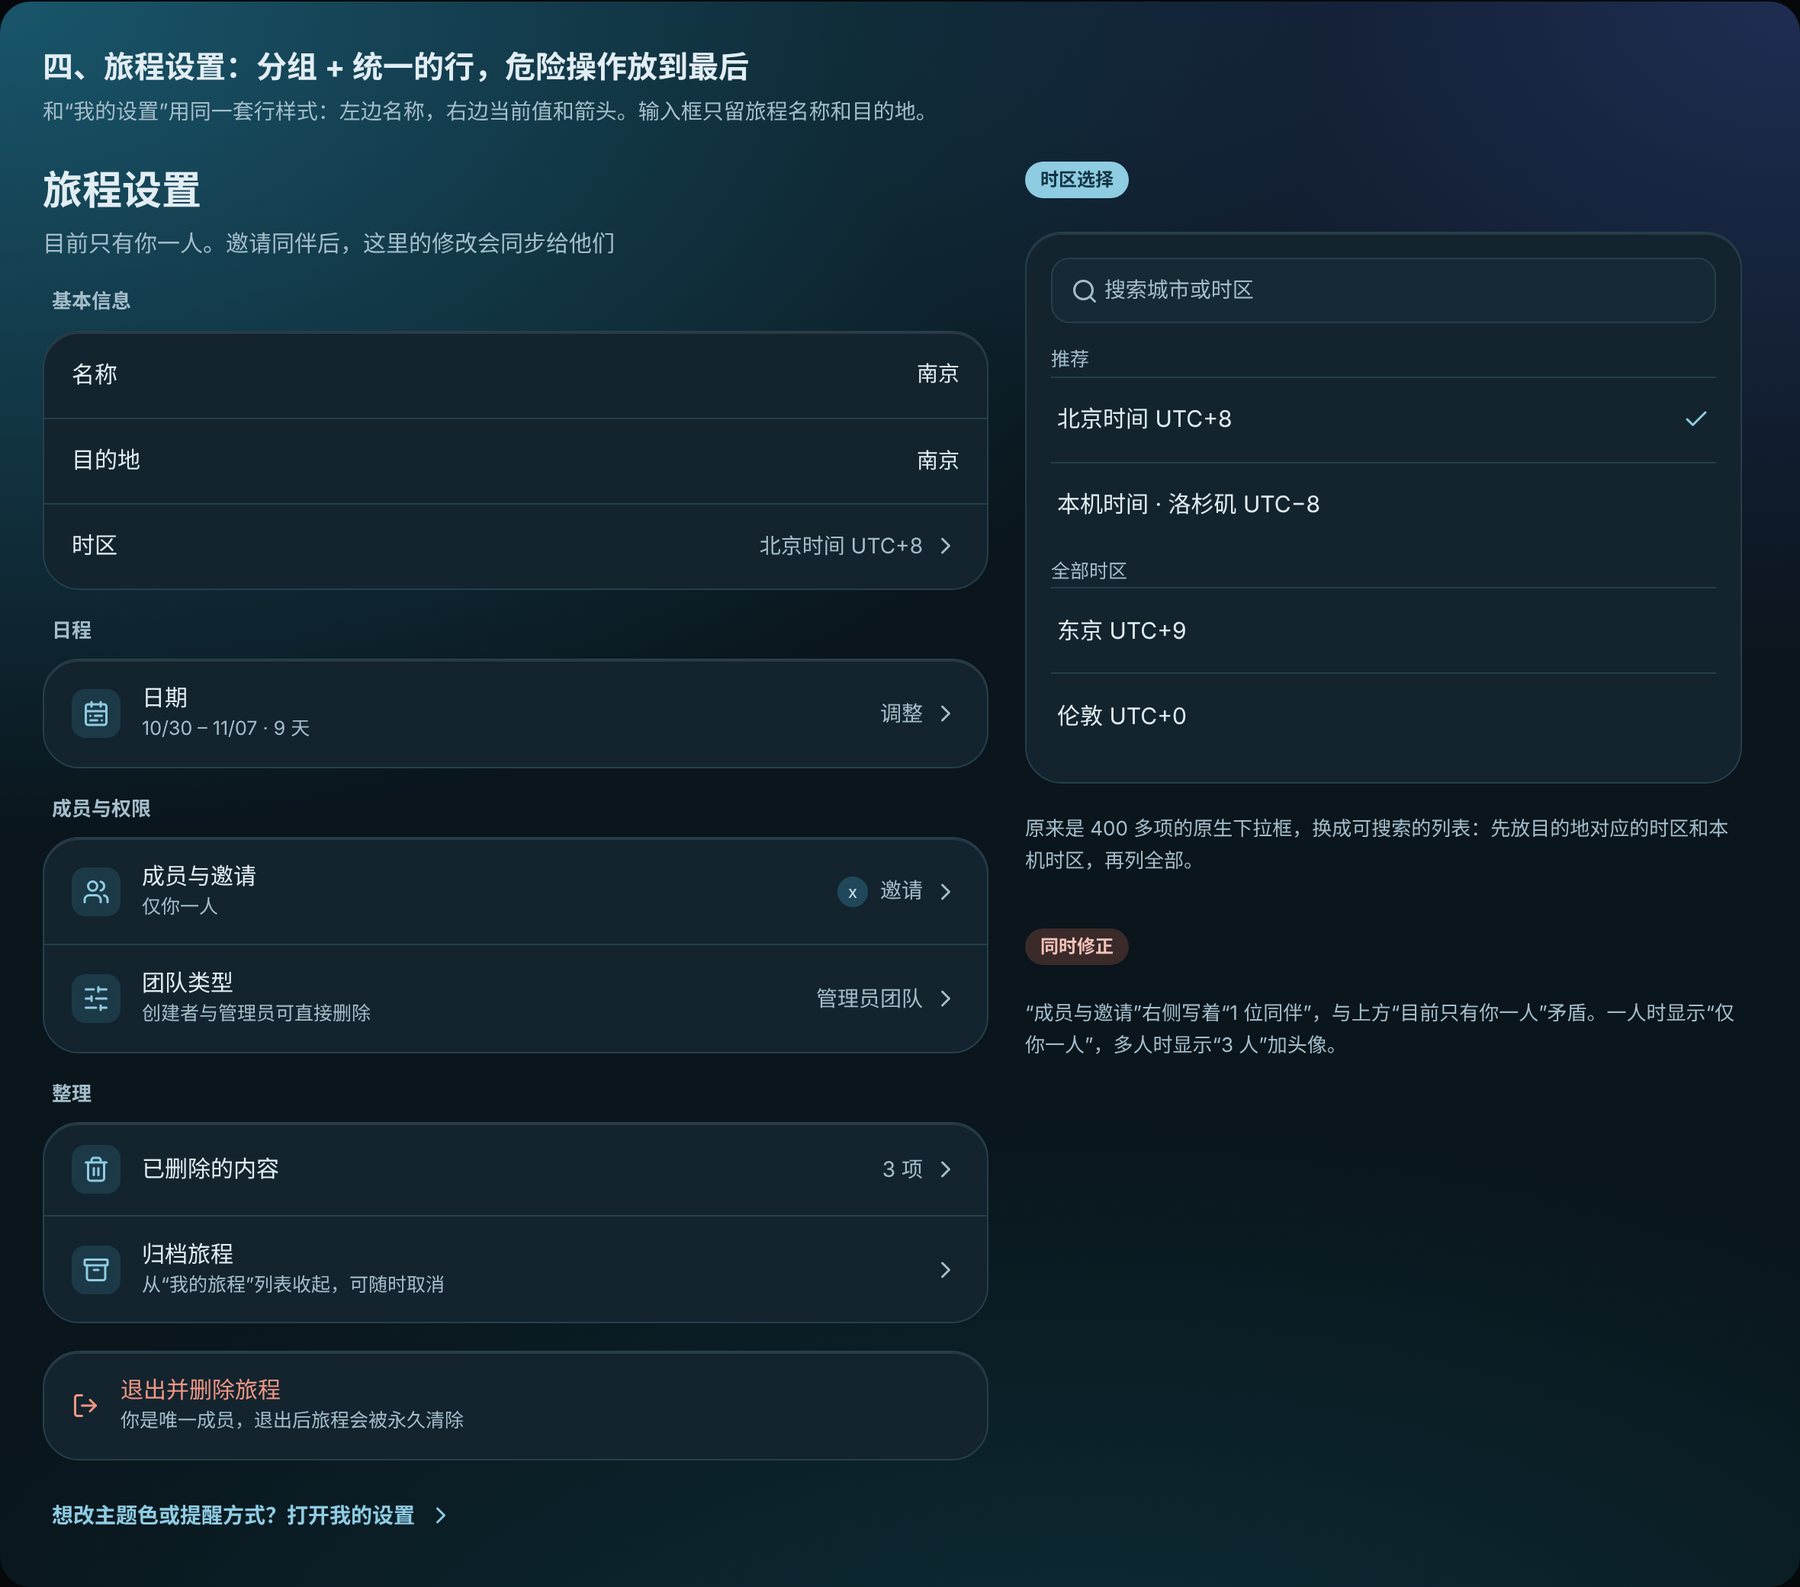 四、旅程设置：分组 + 统一的行，危险操作放到最后
和“我的设置”用同一套行样式：左边名称，右边当前值和箭头。输入框只留旅程名称和目的地。
旅程设置
目前只有你一人。邀请同伴后，这里的修改会同步给他们
基本信息
名称 南京
目的地 南京
时区 北京时间 UTC+8
日程
日期
10/30 – 11/07 · 9 天
调整
成员与权限
成员与邀请
仅你一人
x 邀请
团队类型
创建者与管理员可直接删除
管理员团队
整理
已删除的内容 3 项
归档旅程
从“我的旅程”列表收起，可随时取消
退出并删除旅程
你是唯一成员，退出后旅程会被永久清除
想改主题色或提醒方式？打开我的设置
时区选择
搜索城市或时区
推荐
北京时间 UTC+8
本机时间 · 洛杉矶 UTC−8
全部时区
东京 UTC+9
伦敦 UTC+0
原来是 400 多项的原生下拉框，换成可搜索的列表：先放目的地对应的时区和本
机时区，再列全部。
同时修正
“成员与邀请”右侧写着“1 位同伴”，与上方“目前只有你一人”矛盾。一人时显示“仅
你一人”，多人时显示“3 人”加头像。